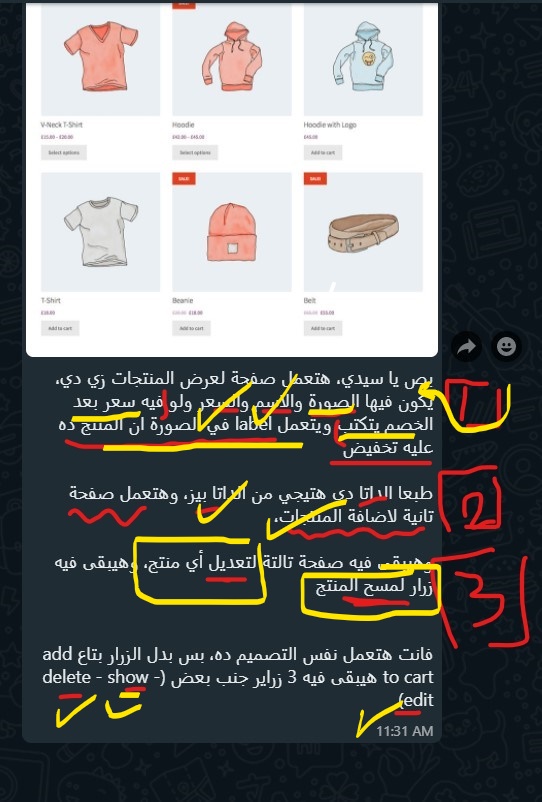 SALE!
V-Neck T-Shirt
Hoodie
Hoodie with Logo
£15.00 – £20.00
£42.00 – £45.00
£45.00
Select options
Select options
Add to cart
SALE!
SALE!
T-Shirt
Beanie
Belt
£18.00
£20.00 £18.00
£55.00
Add to cart
Add to cart
Add to cart
بص يا سيدي، هتعمل صفحة لعرض المنتجات زي دي،
يكون فيها الصورة والاسم والسعر ولو فيه سعر بعد
الخصم يتكتب ويتعمل label في الصورة ان المنتج ده
عليه تخفيض
1
طبعا الداتا دي هتيجي من الداتا بيز، وهتعمل صفحة
تانية لاضافة المنتجات،
2
وهيبقى فيه صفحة تالتة لتعديل أي منتج، وهيبقى فيه
زرار لمسح المنتج
3
فانت هتعمل نفس التصميم ده، بس بدل الزرار بتاع add
to cart هيبقى فيه 3 زراير جنب بعض (delete - show -
edit)
11:31 AM